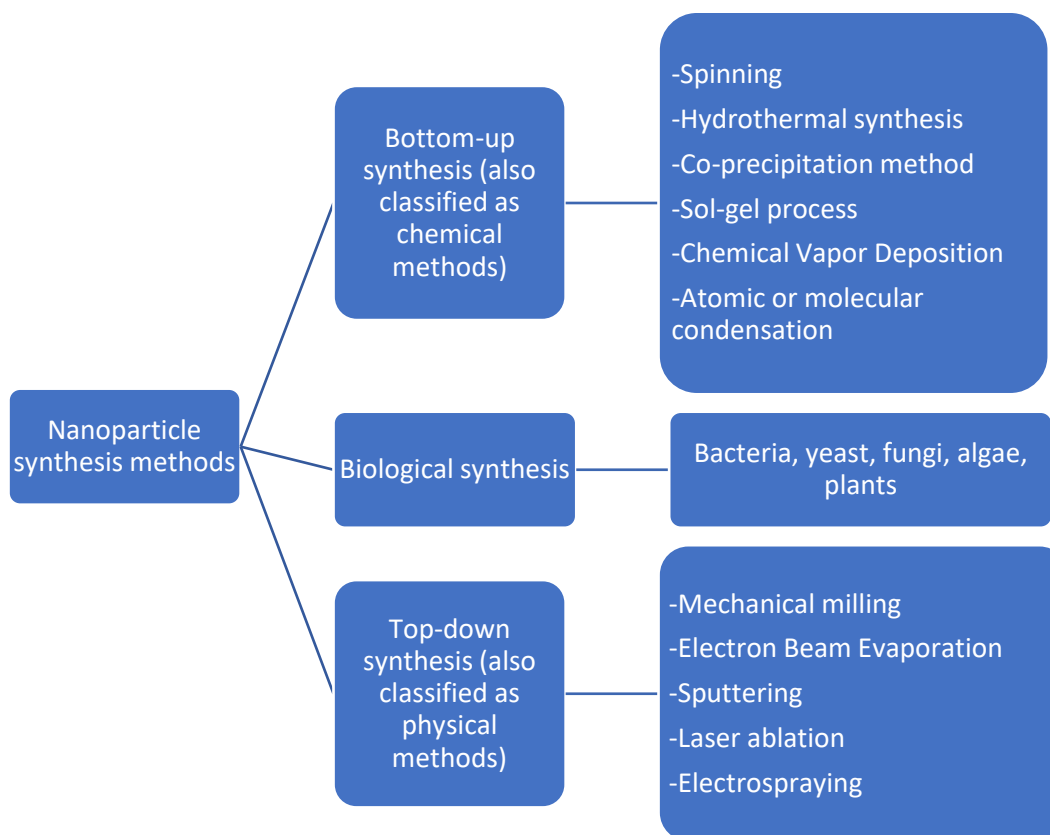 Nanoparticle
synthesis methods
Bottom-up
synthesis (also
classified as
chemical
methods)
-Spinning
-Hydrothermal synthesis
-Co-precipitation method
-Sol-gel process
-Chemical Vapor Deposition
-Atomic or molecular
condensation
Biological synthesis
Bacteria, yeast, fungi, algae,
plants
Top-down
synthesis (also
classified as
physical
methods)
-Mechanical milling
-Electron Beam Evaporation
-Sputtering
-Laser ablation
-Electrospraying